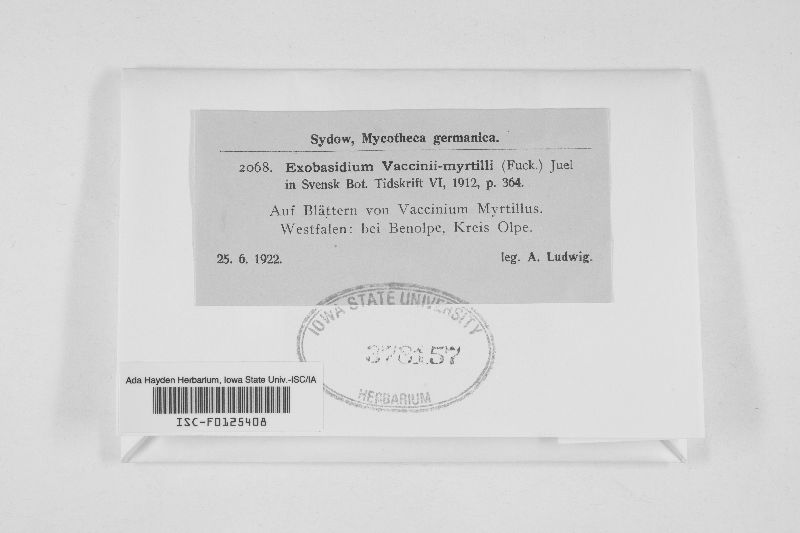 Sydow, Mycotheca germanica.
2068. Exobasidium Vaccinii-myrtilli (Fuck.) Juel
in Svensk Bot. Tidskrift VI, 1912, p. 364.
Auf Blättern von Vaccinium Myrtillus.
Westfalen: bei Benolpe, Kreis Olpe.
25. 6. 1922. leg. A. Ludwig.
IOWA STATE UNIVERSITY
378157
HERBARIUM
Ada Hayden Herbarium, Iowa State Univ.-ISC/IA
ISC-F0125408